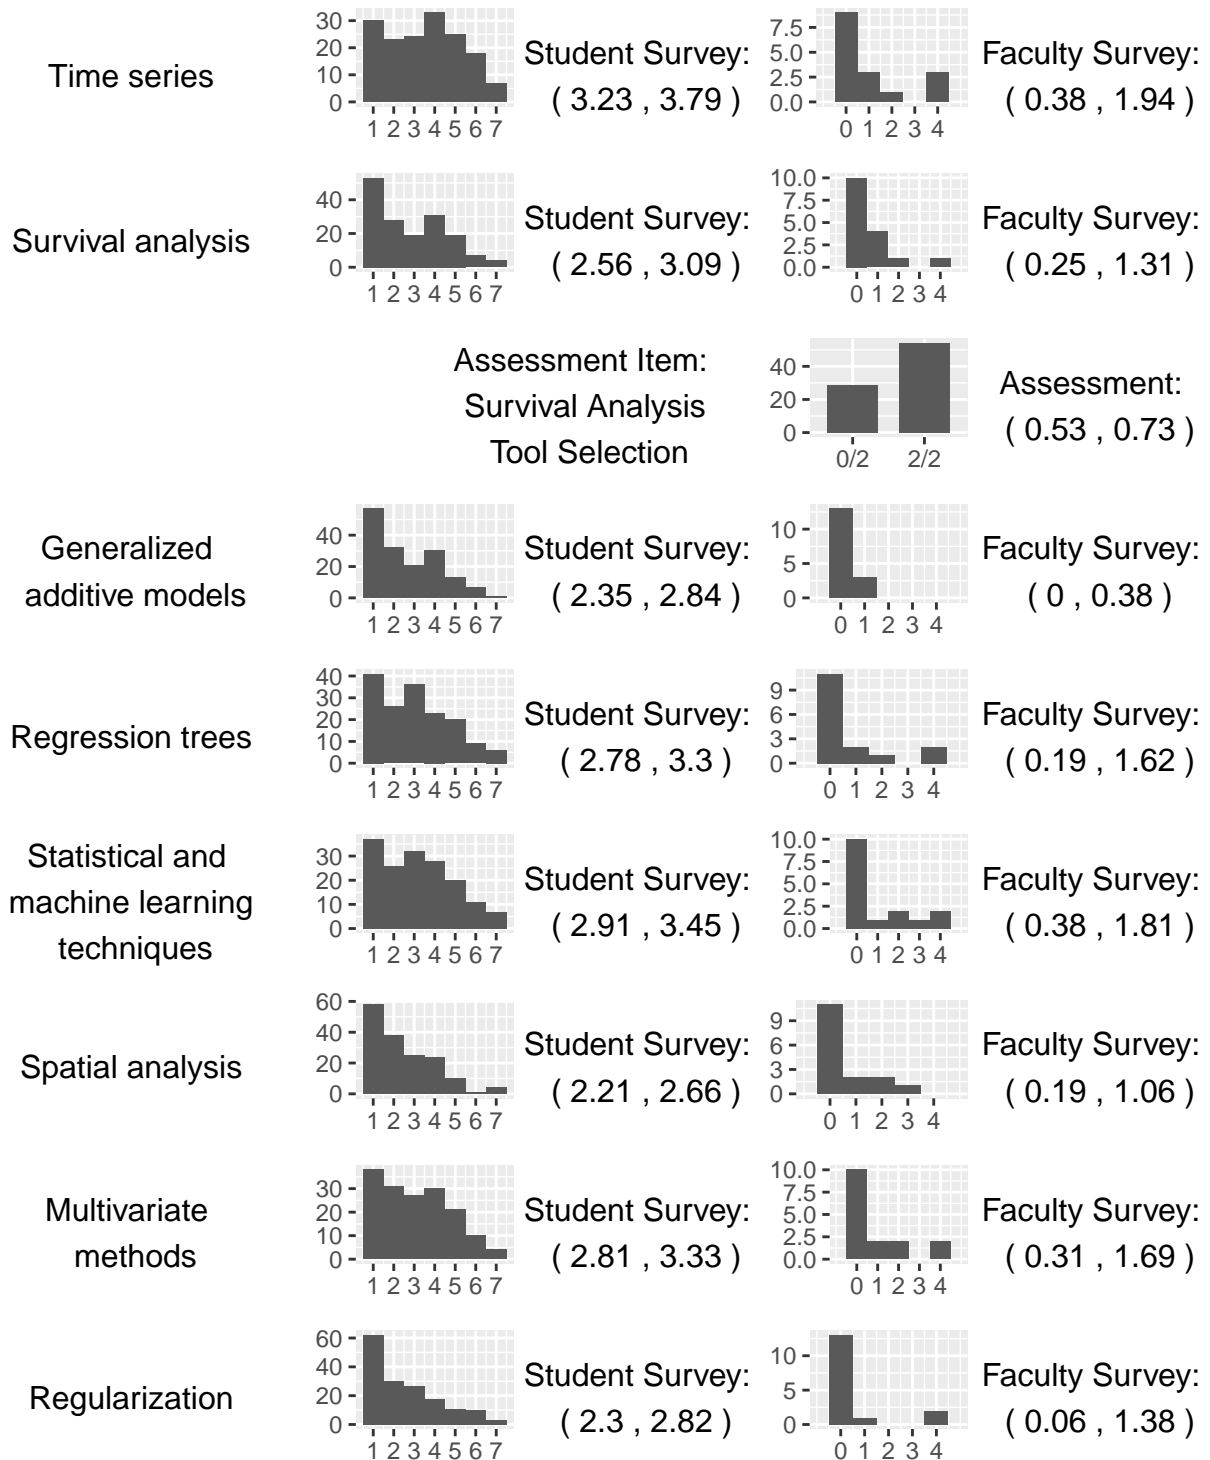 Time series
30
20
10
0
1 2 3 4 5 6 7
Student Survey:
( 3.23 , 3.79 )
7.5
5.0
2.5
0.0
0 1 2 3 4
Faculty Survey:
( 0.38 , 1.94 )
Survival analysis
40
20
0
1 2 3 4 5 6 7
Student Survey:
( 2.56 , 3.09 )
10.0
7.5
5.0
2.5
0.0
0 1 2 3 4
Faculty Survey:
( 0.25 , 1.31 )
Assessment Item:
Survival Analysis
Tool Selection
40
20
0
0/2 2/2
Assessment:
( 0.53 , 0.73 )
Generalized
additive models
40
20
0
1 2 3 4 5 6 7
Student Survey:
( 2.35 , 2.84 )
10
5
0
0 1 2 3 4
Faculty Survey:
( 0 , 0.38 )
Regression trees
40
30
20
10
0
1 2 3 4 5 6 7
Student Survey:
( 2.78 , 3.3 )
9
6
3
0
0 1 2 3 4
Faculty Survey:
( 0.19 , 1.62 )
Statistical and
machine learning
techniques
30
20
10
0
1 2 3 4 5 6 7
Student Survey:
( 2.91 , 3.45 )
10.0
7.5
5.0
2.5
0.0
0 1 2 3 4
Faculty Survey:
( 0.38 , 1.81 )
Spatial analysis
60
40
20
0
1 2 3 4 5 6 7
Student Survey:
( 2.21 , 2.66 )
9
6
3
0
0 1 2 3 4
Faculty Survey:
( 0.19 , 1.06 )
Multivariate
methods
30
20
10
0
1 2 3 4 5 6 7
Student Survey:
( 2.81 , 3.33 )
10.0
7.5
5.0
2.5
0.0
0 1 2 3 4
Faculty Survey:
( 0.31 , 1.69 )
Regularization
60
40
20
0
1 2 3 4 5 6 7
Student Survey:
( 2.3 , 2.82 )
10
5
0
0 1 2 3 4
Faculty Survey:
( 0.06 , 1.38 )